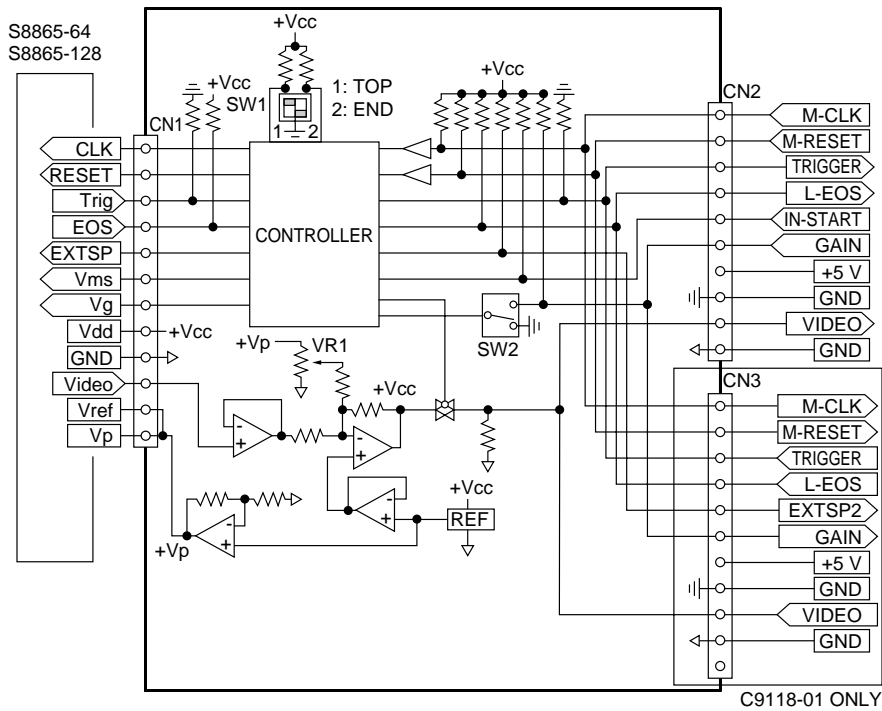 S8865-64
S8865-128
+Vcc
+Vcc
SW1
1: TOP
2: END
1 2
+Vcc
CN1
CLK
RESET
Trig
EOS
EXTSP
Vms
Vg
Vdd
+Vcc
GND
Video
Vref
Vp
CONTROLLER
SW2
+Vp
VR1
+Vcc
-
+
-
+
-
+
-
+
+Vp
+Vcc
REF
CN2
M-CLK
M-RESET
TRIGGER
L-EOS
IN-START
GAIN
+5 V
GND
VIDEO
GND
CN3
M-CLK
M-RESET
TRIGGER
L-EOS
EXTSP2
GAIN
+5 V
GND
VIDEO
GND
C9118-01 ONLY